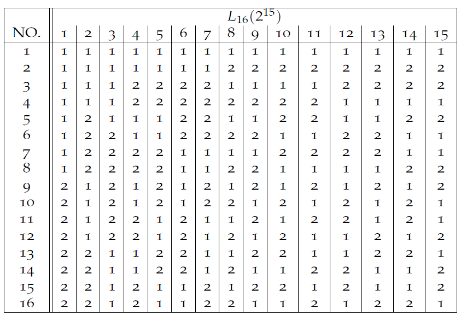 L16(2^15)
NO. 1 2 3 4 5 6 7 8 9 10 11 12 13 14 15
1 1 1 1 1 1 1 1 1 1 1 1 1 1 1 1
2 1 1 1 1 1 1 1 2 2 2 2 2 2 2 2
3 1 1 1 2 2 2 2 1 1 1 1 2 2 2 2
4 1 1 1 2 2 2 2 2 2 2 2 1 1 1 1
5 1 2 1 1 1 2 2 1 1 2 2 1 1 2 2
6 1 2 2 1 1 2 2 2 2 1 1 2 2 1 1
7 1 2 2 2 2 1 1 1 1 2 2 2 2 1 1
8 1 2 2 2 2 1 1 2 2 1 1 1 1 2 2
9 2 1 2 1 2 1 2 1 2 1 2 1 2 1 2
10 2 1 2 1 2 1 2 2 1 2 1 2 1 2 1
11 2 1 2 2 1 2 1 1 2 1 2 2 1 2 1
12 2 1 2 2 1 2 1 2 1 2 1 1 2 1 2
13 2 2 1 1 2 2 1 1 2 2 1 1 2 2 1
14 2 2 1 1 2 2 1 2 1 1 2 2 1 1 2
15 2 2 1 2 1 1 2 1 2 2 1 2 1 1 2
16 2 2 1 2 1 1 2 2 1 1 2 1 2 2 1